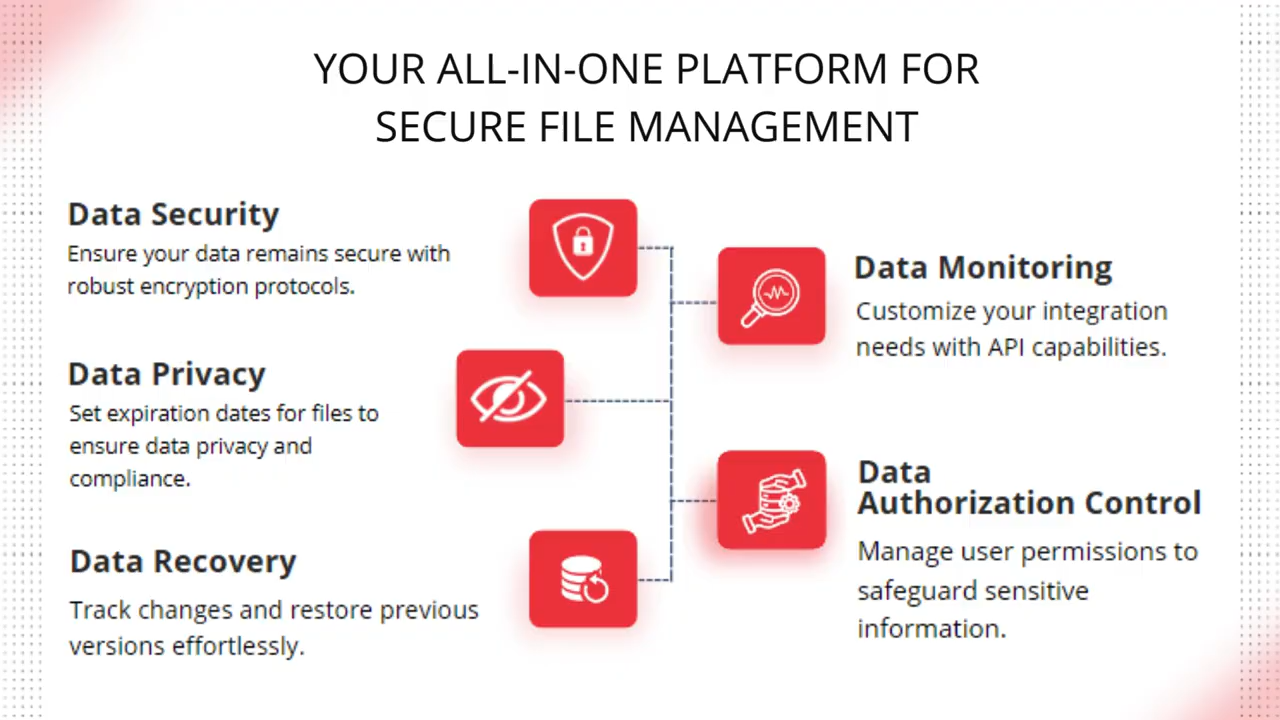 YOUR ALL-IN-ONE PLATFORM FOR
SECURE FILE MANAGEMENT
Data Security
Ensure your data remains secure with
robust encryption protocols.
Data Privacy
Set expiration dates for files to
ensure data privacy and
compliance.
Data Recovery
Track changes and restore previous
versions effortlessly.
Data Monitoring
Customize your integration
needs with API capabilities.
Data
Authorization Control
Manage user permissions to
safeguard sensitive
information.